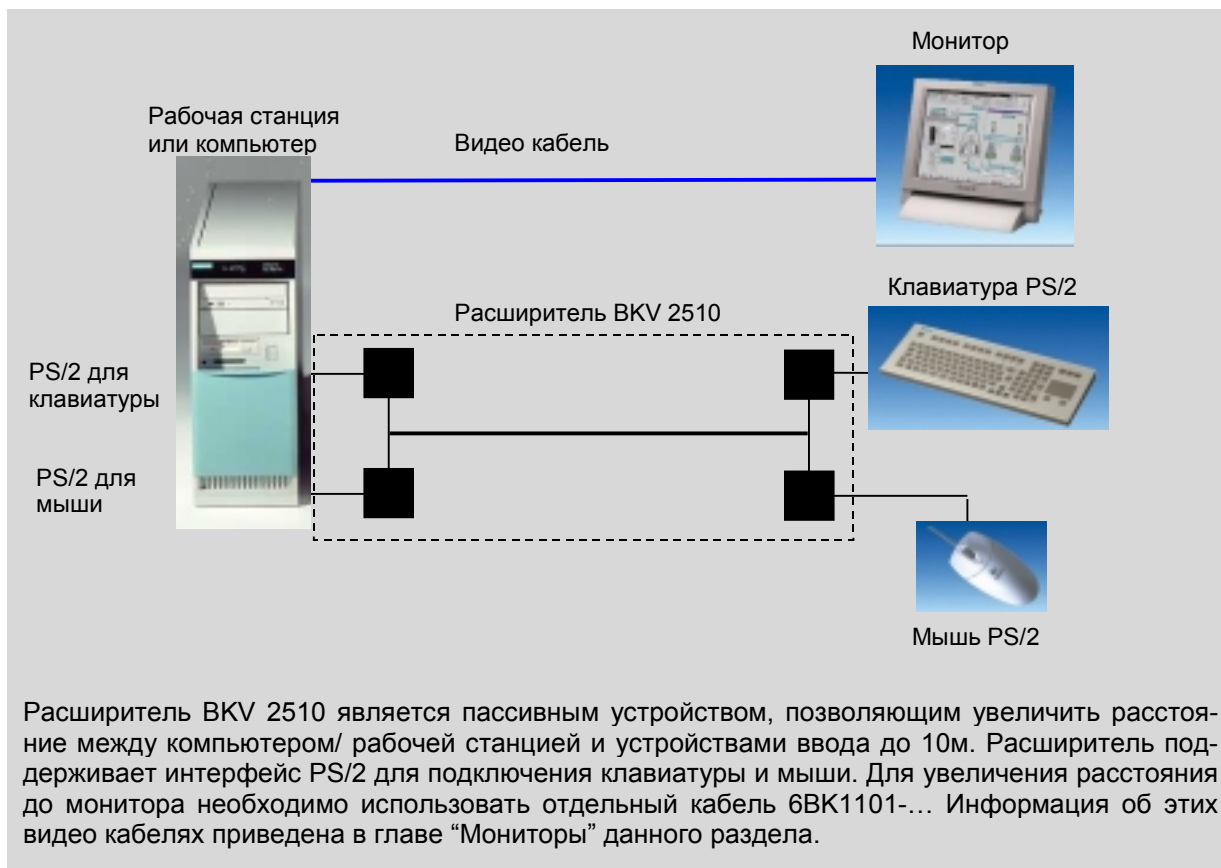 Монитор
Рабочая станция
или компьютер
Видео кабель
Клавиатура PS/2
Расширитель BKV 2510
PS/2 для
клавиатуры
PS/2 для
мыши
Мышь PS/2
Расширитель BKV 2510 является пассивным устройством, позволяющим увеличить расстоя-
ние между компьютером/ рабочей станцией и устройствами ввода до 10м. Расширитель под-
держивает интерфейс PS/2 для подключения клавиатуры и мыши. Для увеличения расстояния
до монитора необходимо использовать отдельный кабель 6BK1101-… Информация об этих
видео кабелях приведена в главе “Мониторы” данного раздела.